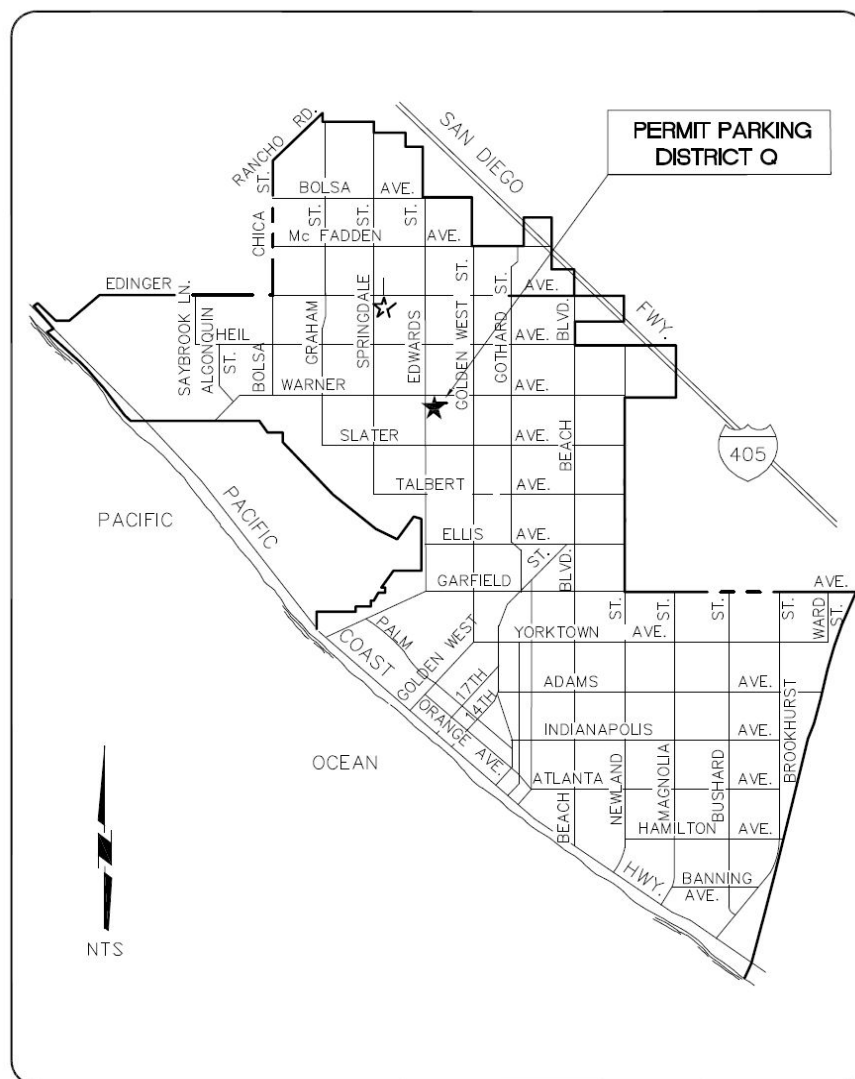 RANCHO RD.
SAN DIEGO
FWY.
PERMIT PARKING
DISTRICT Q
BOLSA AVE.
ST.
CHICA
ST.
ST.
ST.
Mc FADDEN AVE.
EDINGER AVE.
SAYBROOK LN.
ALGONQUIN
ST.
BOLSA
GRAHAM
SPRINGDALE
EDWARDS
GOLDEN WEST ST.
GOTHARD ST.
BLVD.
HEIL AVE.
WARNER AVE.
SLATER AVE.
BEACH
405
TALBERT AVE.
PACIFIC
PACIFIC
ELLIS AVE.
ST.
BLVD.
GARFIELD AVE.
ST.
ST.
ST.
ST.
WARD
ST.
YORKTOWN AVE.
COAST
PALM
GOLDEN WEST
17TH
14TH
ORANGE AVE.
ADAMS AVE.
INDIANAPOLIS AVE.
OCEAN
ATLANTA AVE.
BEACH
NEWLAND
MAGNOLIA
BUSHARD
BROOKHURST
HAMILTON AVE.
HWY.
BANNING
AVE.
NTS